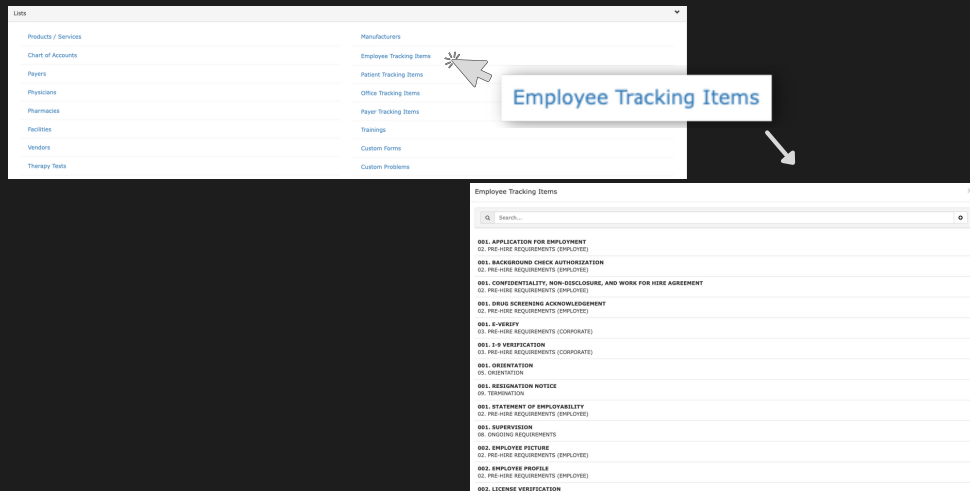 Lists
Products / Services
Manufacturers
Chart of Accounts
Employee Tracking Items
Payers
Patient Tracking Items
Physicians
Office Tracking Items
Pharmacies
Payer Tracking Items
Facilities
Trainings
Vendors
Custom Forms
Therapy Tests
Custom Problems
Employee Tracking Items
Employee Tracking Items
Search...
001. APPLICATION FOR EMPLOYMENT
02. PRE-HIRE REQUIREMENTS (EMPLOYEE)
001. BACKGROUND CHECK AUTHORIZATION
02. PRE-HIRE REQUIREMENTS (EMPLOYEE)
001. CONFIDENTIALITY, NON-DISCLOSURE, AND WORK FOR HIRE AGREEMENT
02. PRE-HIRE REQUIREMENTS (EMPLOYEE)
001. DRUG SCREENING ACKNOWLEDGEMENT
02. PRE-HIRE REQUIREMENTS (EMPLOYEE)
001. E-VERIFY
03. PRE-HIRE REQUIREMENTS (CORPORATE)
001. I-9 VERIFICATION
03. PRE-HIRE REQUIREMENTS (CORPORATE)
001. ORIENTATION
05. ORIENTATION
001. RESIGNATION NOTICE
09. TERMINATION
001. STATEMENT OF EMPLOYABILITY
02. PRE-HIRE REQUIREMENTS (EMPLOYEE)
001. SUPERVISION
08. ONGOING REQUIREMENTS
002. EMPLOYEE PICTURE
02. PRE-HIRE REQUIREMENTS (EMPLOYEE)
002. EMPLOYEE PROFILE
02. PRE-HIRE REQUIREMENTS (EMPLOYEE)
002. LICENSE VERIFICATION